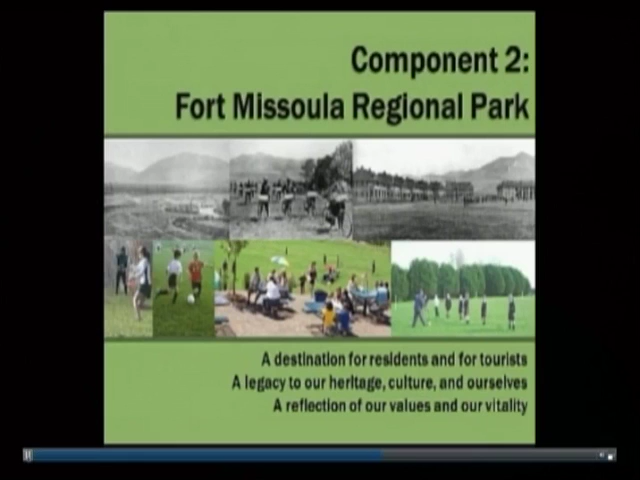 Component 2:
Fort Missoula Regional Park
A destination for residents and for tourists
A legacy to our heritage, culture, and ourselves
A reflection of our values and our vitality